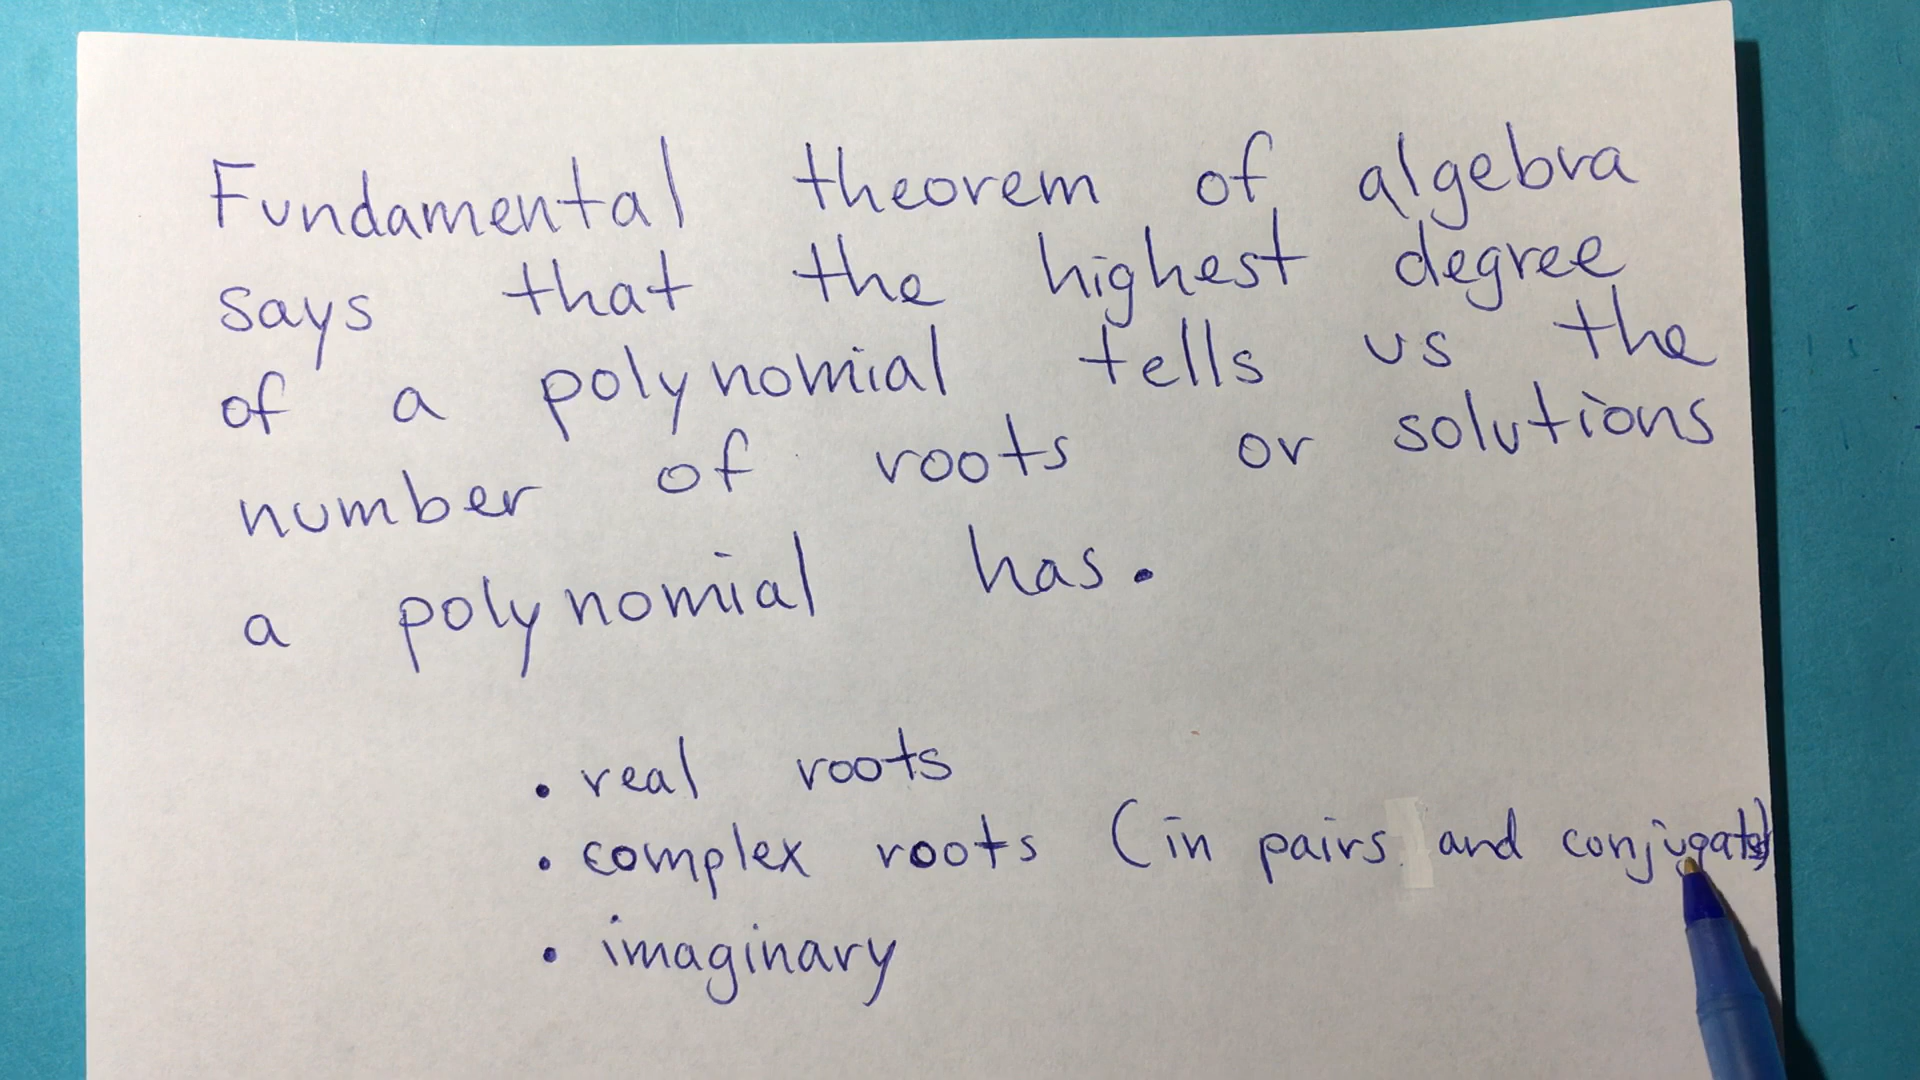 Fundamental theorem of algebra
says that the highest degree
of a polynomial tells us the
number of roots or solutions
a polynomial has.
• real roots
• complex roots (in pairs and conjugate)
• imaginary